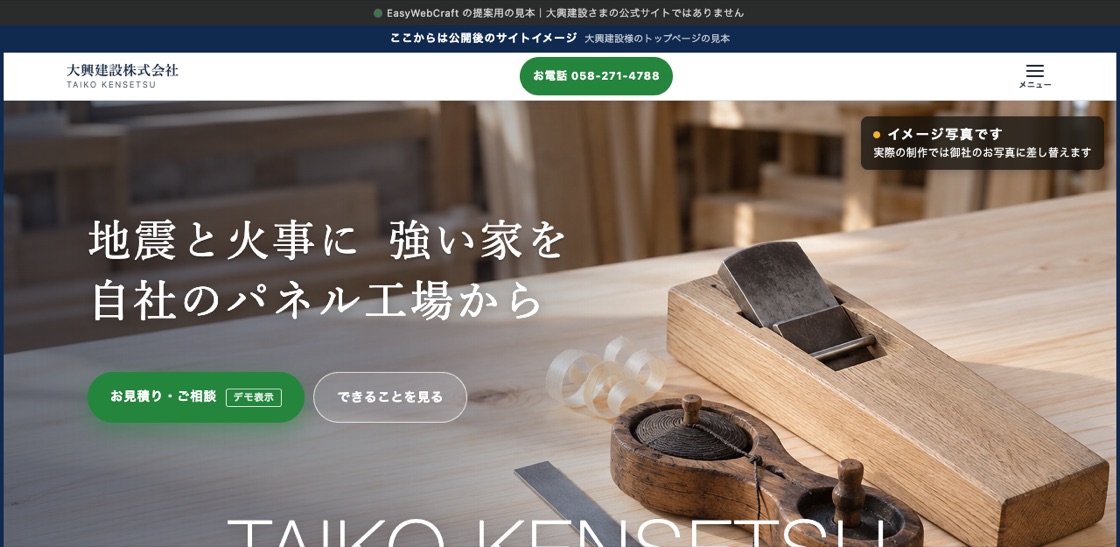 EasyWebCraft の提案用の見本｜大興建設さまの公式サイトではありません
ここからは公開後のサイトイメージ 大興建設様のトップページの見本
大興建設株式会社
TAIKO KENSETSU
お電話 058-271-4788
メニュー
イメージ写真です
実際の制作では御社のお写真に差し替えます
地震と火事に 強い家を
自社のパネル工場から
お見積り・ご相談 デモ表示
できることを見る
TAIKO KENSETSU